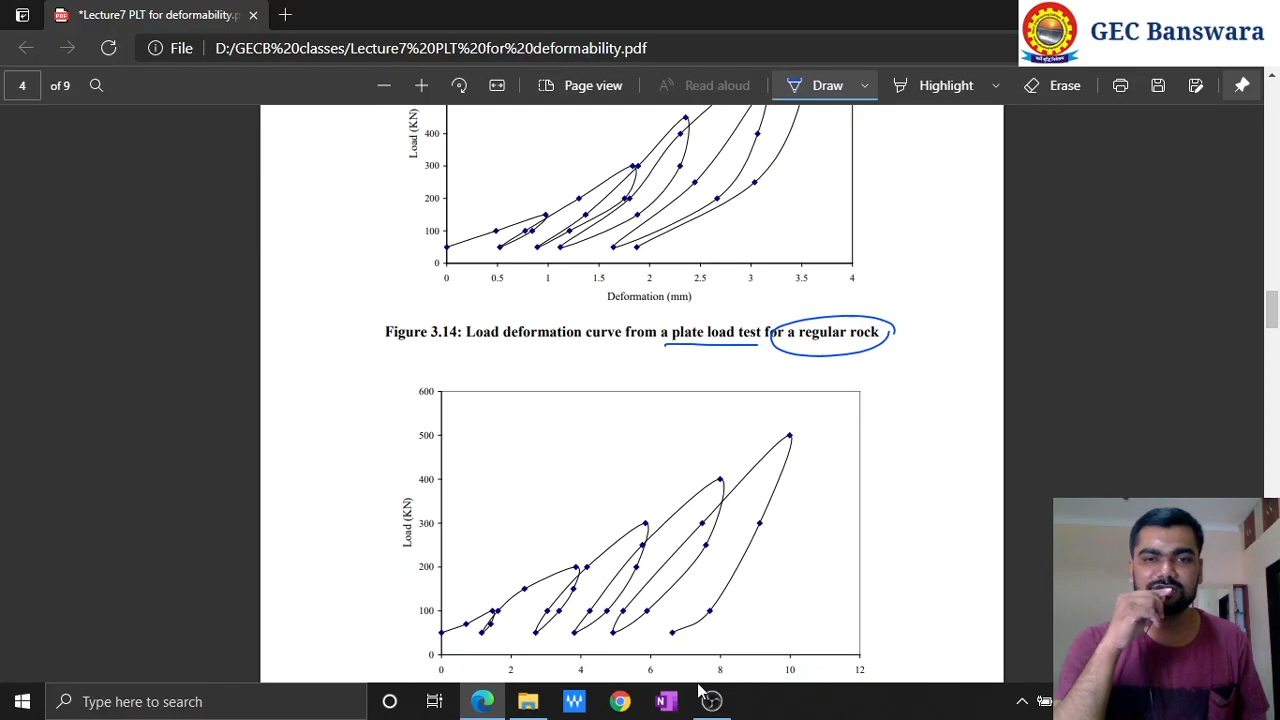 *Lecture7 PLT for deformability.p
File D:/GECB%20classes/Lecture7%20PLT%20for%20deformability.pdf
GEC Banswara
4 of 9 Page view Read aloud Draw Highlight Erase
Load (KN)
400
300
200
100
0
0 0.5 1 1.5 2 2.5 3 3.5 4
Deformation (mm)
Figure 3.14: Load deformation curve from a plate load test for a regular rock
600
500
400
300
200
100
0
Load (KN)
0 2 4 6 8 10 12
Type here to search